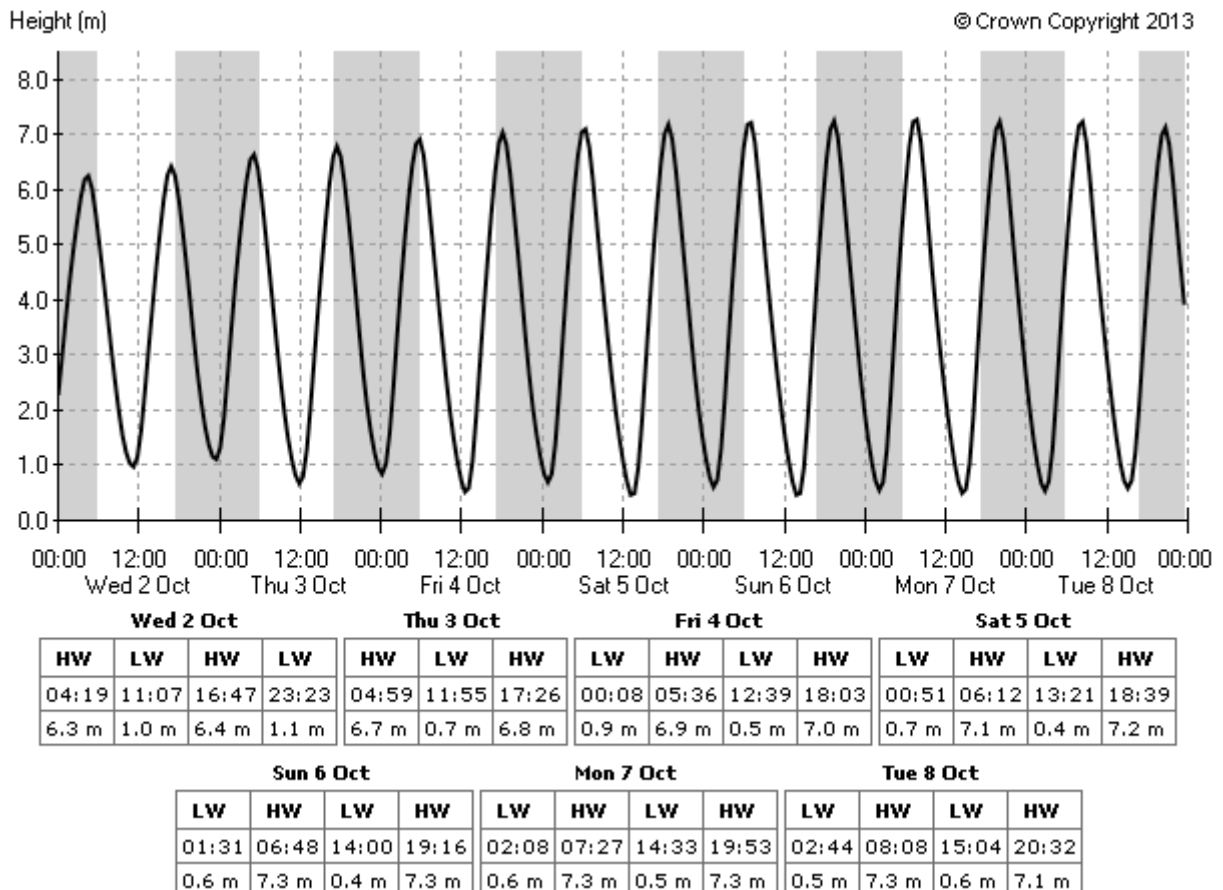 Height (m) © Crown Copyright 2013
8.0
7.0
6.0
5.0
4.0
3.0
2.0
1.0
0.0
00:00 12:00 00:00 12:00 00:00 12:00 00:00 12:00 00:00 12:00 00:00 12:00 00:00 12:00 00:00
Wed 2 Oct Thu 3 Oct Fri 4 Oct Sat 5 Oct Sun 6 Oct Mon 7 Oct Tue 8 Oct
Wed 2 Oct Thu 3 Oct Fri 4 Oct Sat 5 Oct
HW LW HW LW HW LW HW LW HW LW HW LW HW LW HW
04:19 11:07 16:47 23:23 04:59 11:55 17:26 00:08 05:36 12:39 18:03 00:51 06:12 13:21 18:39
6.3 m 1.0 m 6.4 m 1.1 m 6.7 m 0.7 m 6.8 m 0.9 m 6.9 m 0.5 m 7.0 m 0.7 m 7.1 m 0.4 m 7.2 m
Sun 6 Oct Mon 7 Oct Tue 8 Oct
LW HW LW HW LW HW LW HW LW HW LW HW
01:31 06:48 14:00 19:16 02:08 07:27 14:33 19:53 02:44 08:08 15:04 20:32
0.6 m 7.3 m 0.4 m 7.3 m 0.6 m 7.3 m 0.5 m 7.3 m 0.5 m 7.3 m 0.6 m 7.1 m